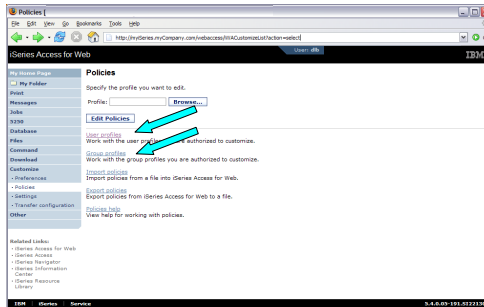 Policies [
File Edit View Go Bookmarks Tools Help
http://myiSeries.myCompany.com/webaccess/iWACustomizeList?action=select
iSeries Access for Web
User: dlb
IBM
My Home Page
My Folder
Print
Messages
Jobs
5250
Database
Files
Command
Download
Customize
- Preferences
- Policies
- Settings
- Transfer configuration
Other
Related Links:
- iSeries Access for Web
- iSeries Access
- iSeries Navigator
- iSeries Information Center
- iSeries Resource Library
Policies
Specify the profile you want to edit.
Profile:
Browse...
Edit Policies
User profiles
Work with the user profiles are authorized to customize.
Group profiles
Work with the group profiles you are authorized to customize.
Import policies
Import policies from a file into iSeries Access for Web.
Export policies
Export policies from iSeries Access for Web to a file.
Policies help
View help for working with policies.
IBM iSeries Service